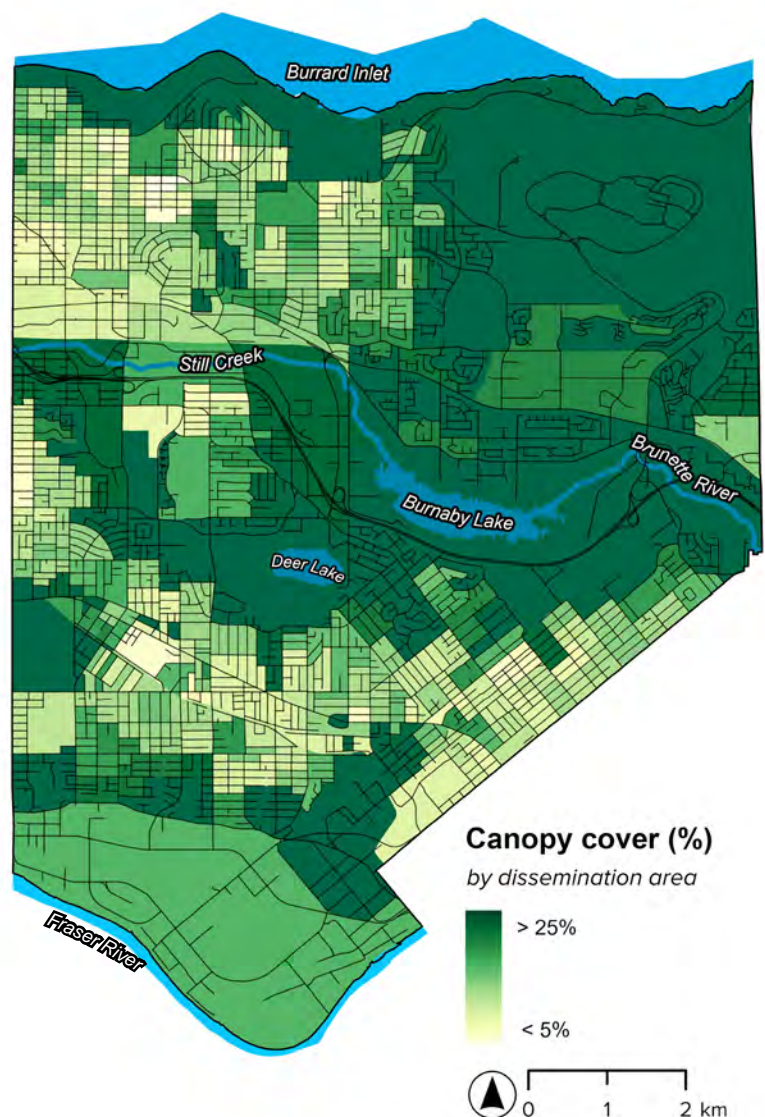 Burrard Inlet
Still Creek
Brunette River
Burnaby Lake
Deer Lake
Fraser River
Canopy cover (%)
by dissemination area
> 25%
< 5%
0 1 2 km